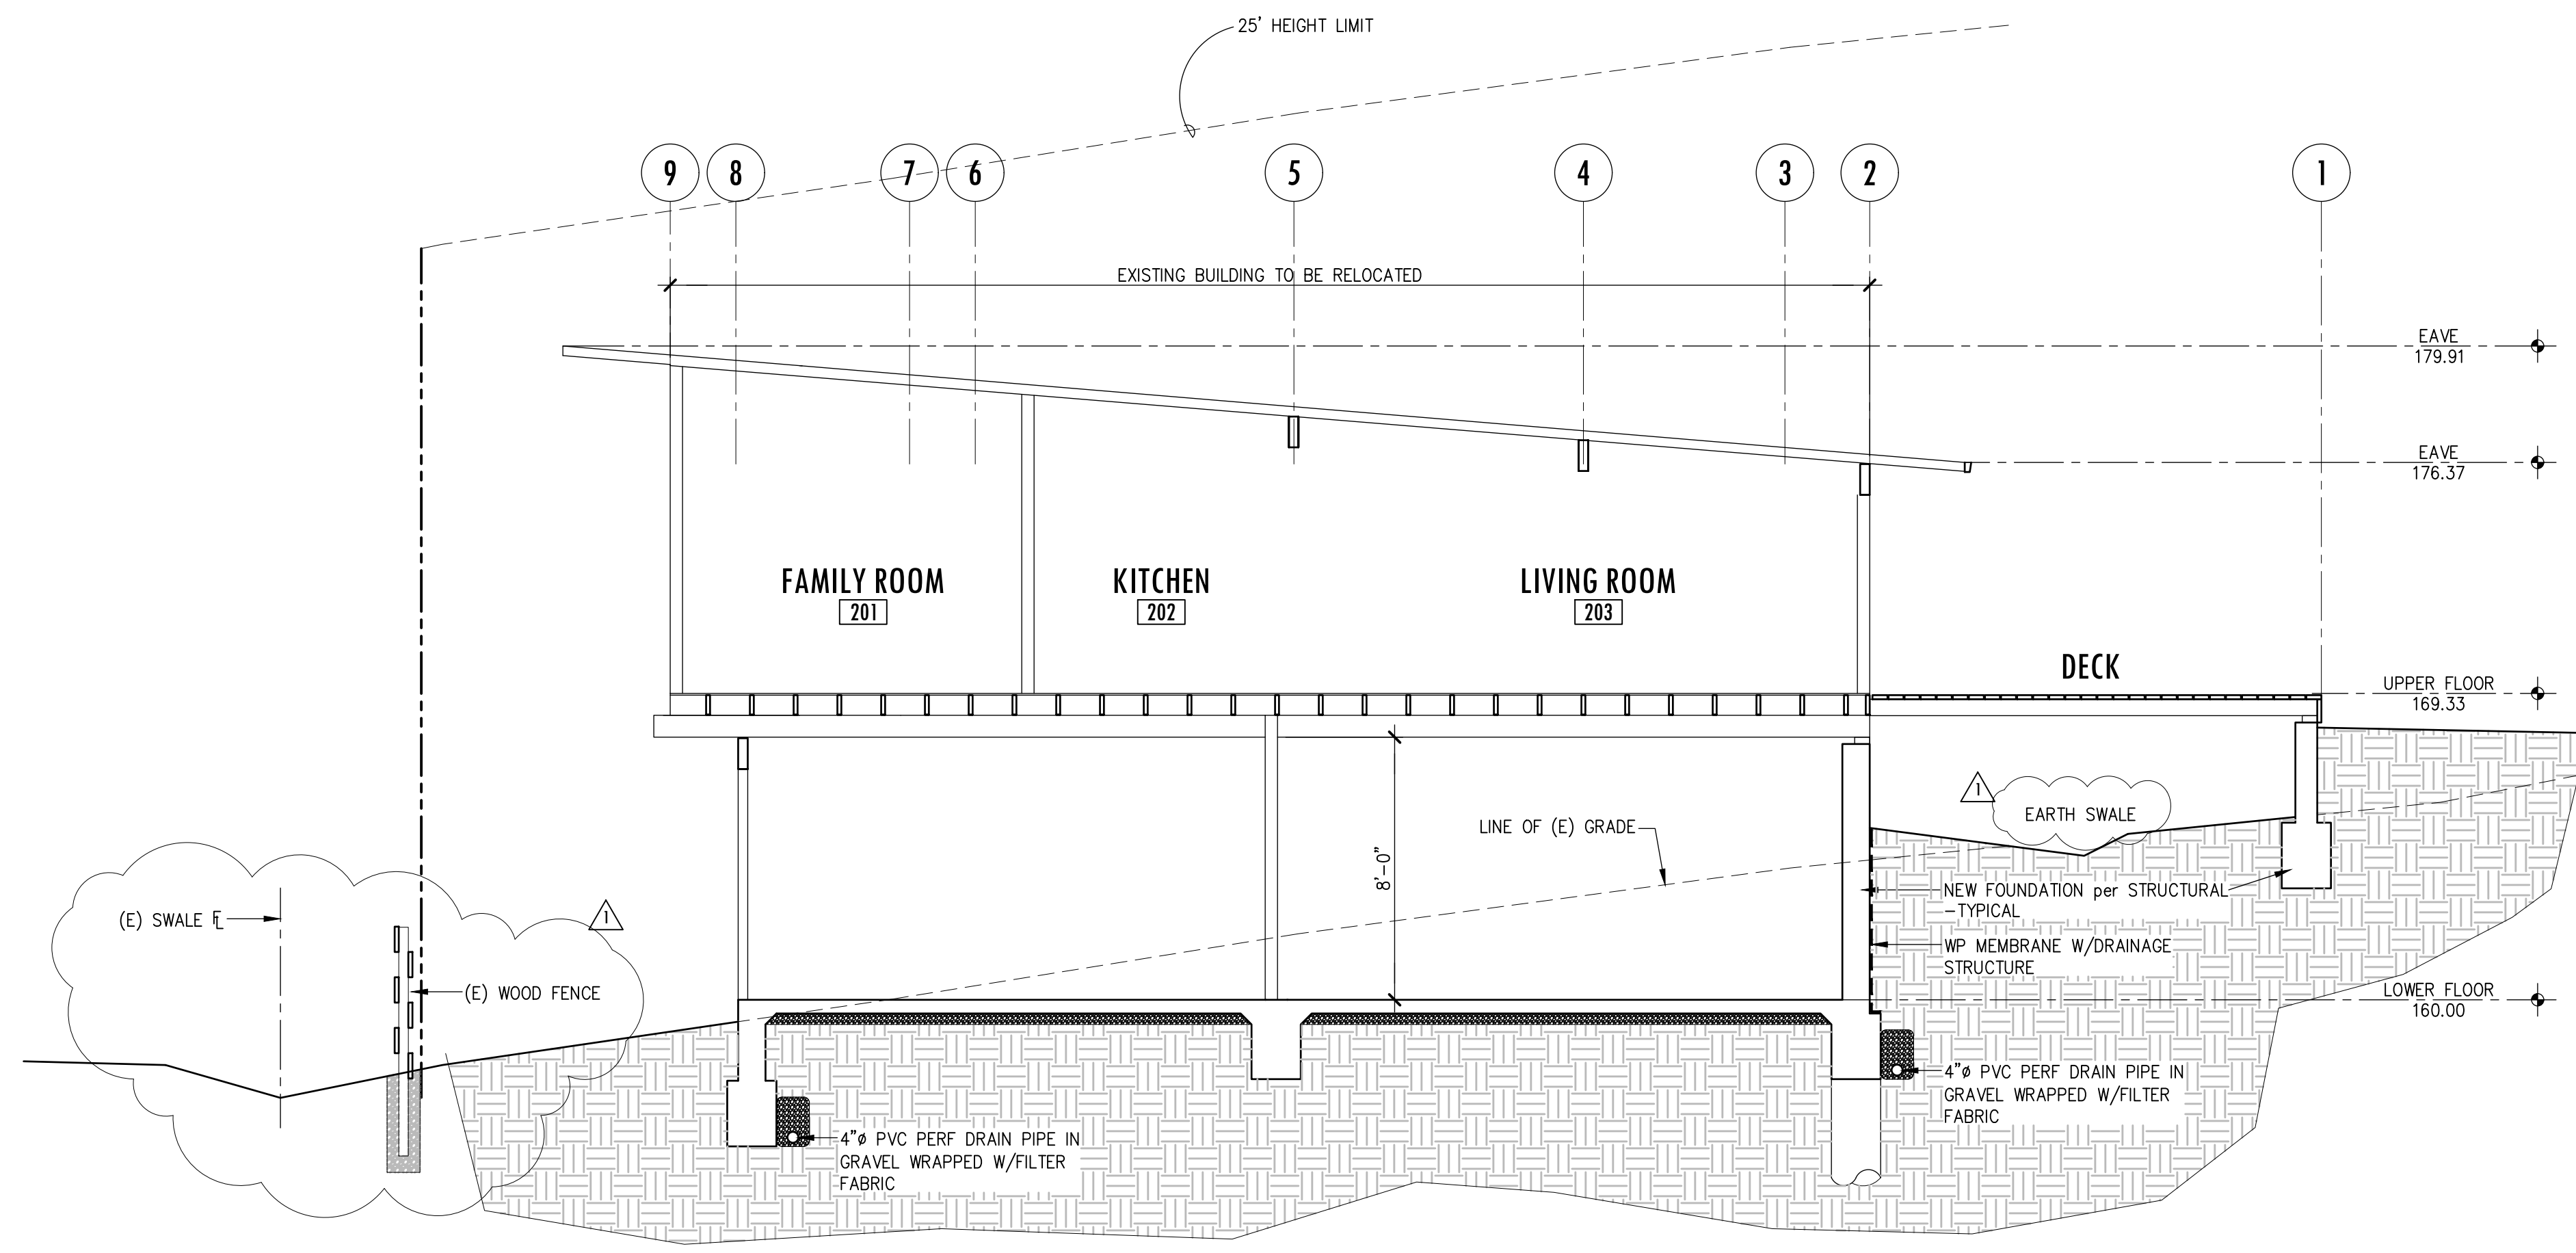 25' HEIGHT LIMIT
9 8 7 6 5 4 3 2 1
EXISTING BUILDING TO BE RELOCATED
EAVE
179.91
EAVE
176.37
FAMILY ROOM
201
KITCHEN
202
LIVING ROOM
203
DECK
UPPER FLOOR
169.33
1
EARTH SWALE
LINE OF (E) GRADE
8'-0"
(E) SWALE
1
(E) WOOD FENCE
NEW FOUNDATION per STRUCTURAL
-TYPICAL
WP MEMBRANE W/DRAINAGE
STRUCTURE
LOWER FLOOR
160.00
4"ø PVC PERF DRAIN PIPE IN
GRAVEL WRAPPED W/FILTER
FABRIC
4"ø PVC PERF DRAIN PIPE IN
GRAVEL WRAPPED W/FILTER
FABRIC